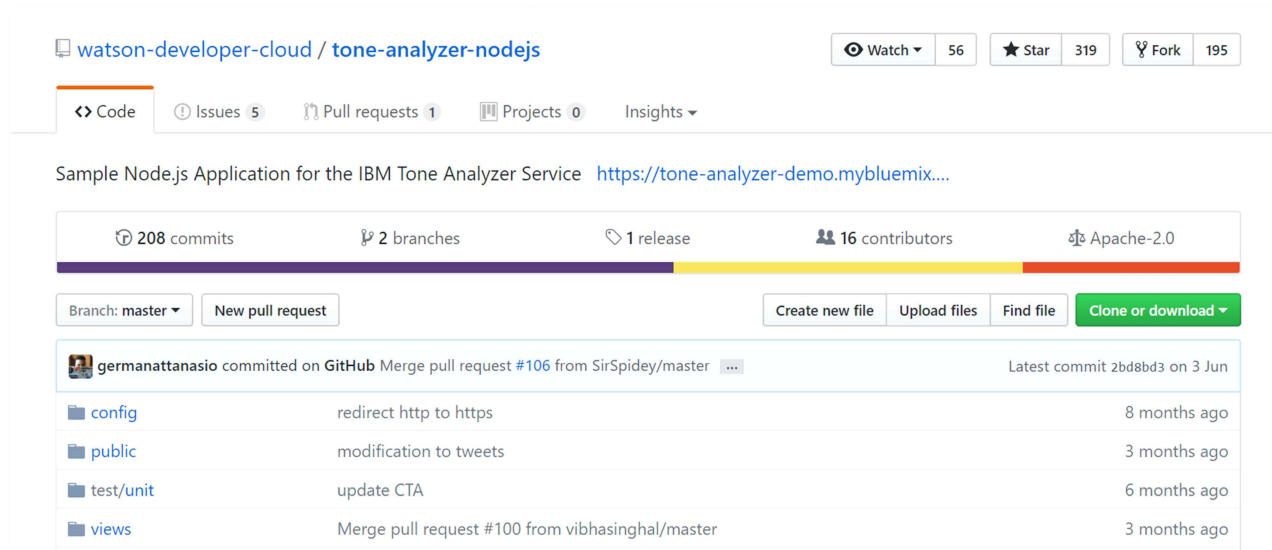 watson-developer-cloud / tone-analyzer-nodejs Watch 56 Star 319 Fork 195
Code Issues 5 Pull requests 1 Projects 0 Insights
Sample Node.js Application for the IBM Tone Analyzer Service https://tone-analyzer-demo.mybluemix....
208 commits 2 branches 1 release 16 contributors Apache-2.0
Branch: master New pull request Create new file Upload files Find file Clone or download
germanattanasio committed on GitHub Merge pull request #106 from SirSpidey/master ... Latest commit 2bd8bd3 on 3 Jun
config redirect http to https 8 months ago
public modification to tweets 3 months ago
test/unit update CTA 6 months ago
views Merge pull request #100 from vibhasinghal/master 3 months ago